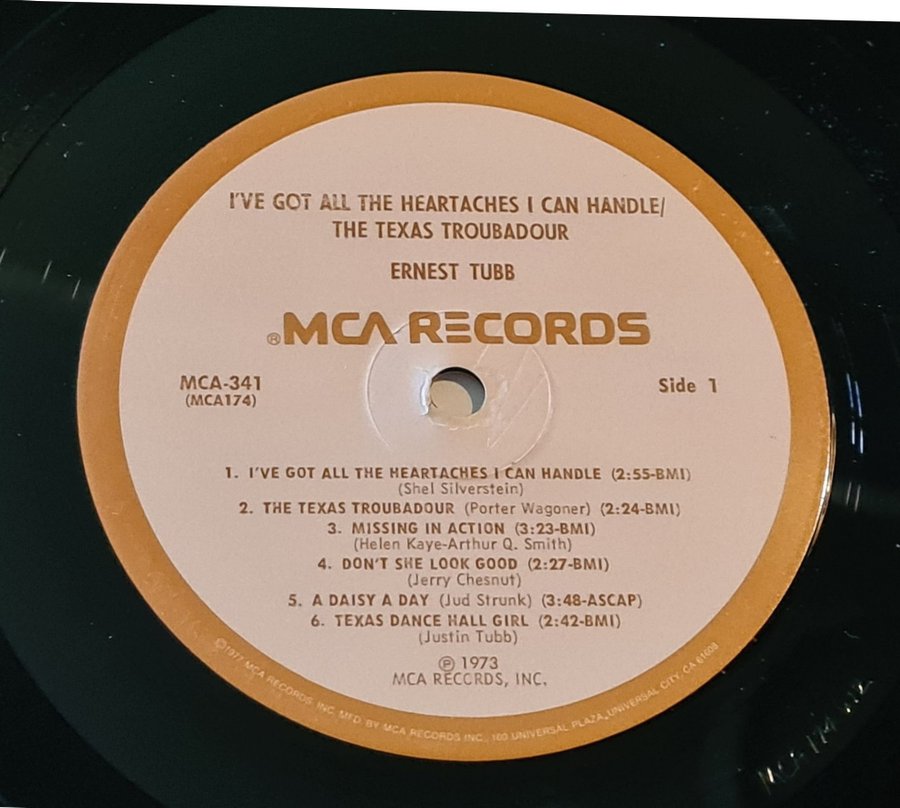 I'VE GOT ALL THE HEARTACHES I CAN HANDLE/
THE TEXAS TROUBADOUR
ERNEST TUBB
®MCA RECORDS
MCA-341
(MCA174)
Side 1
1. I'VE GOT ALL THE HEARTACHES I CAN HANDLE (2:55-BMI)
(Shel Silverstein)
2. THE TEXAS TROUBADOUR (Porter Wagoner) (2:24-BMI)
3. MISSING IN ACTION (3:23-BMI)
(Helen Kaye-Arthur Q. Smith)
4. DON'T SHE LOOK GOOD (2:27-BMI)
(Jerry Chesnut)
5. A DAISY A DAY (Jud Strunk) (3:48-ASCAP)
6. TEXAS DANCE HALL GIRL (2:42-BMI)
(Justin Tubb)
℗ 1973
MCA RECORDS, INC.
©1977 MCA RECORDS INC. MFD. BY MCA RECORDS INC., 100 UNIVERSAL PLAZA, UNIVERSAL CITY, CA 91608
MCA 174